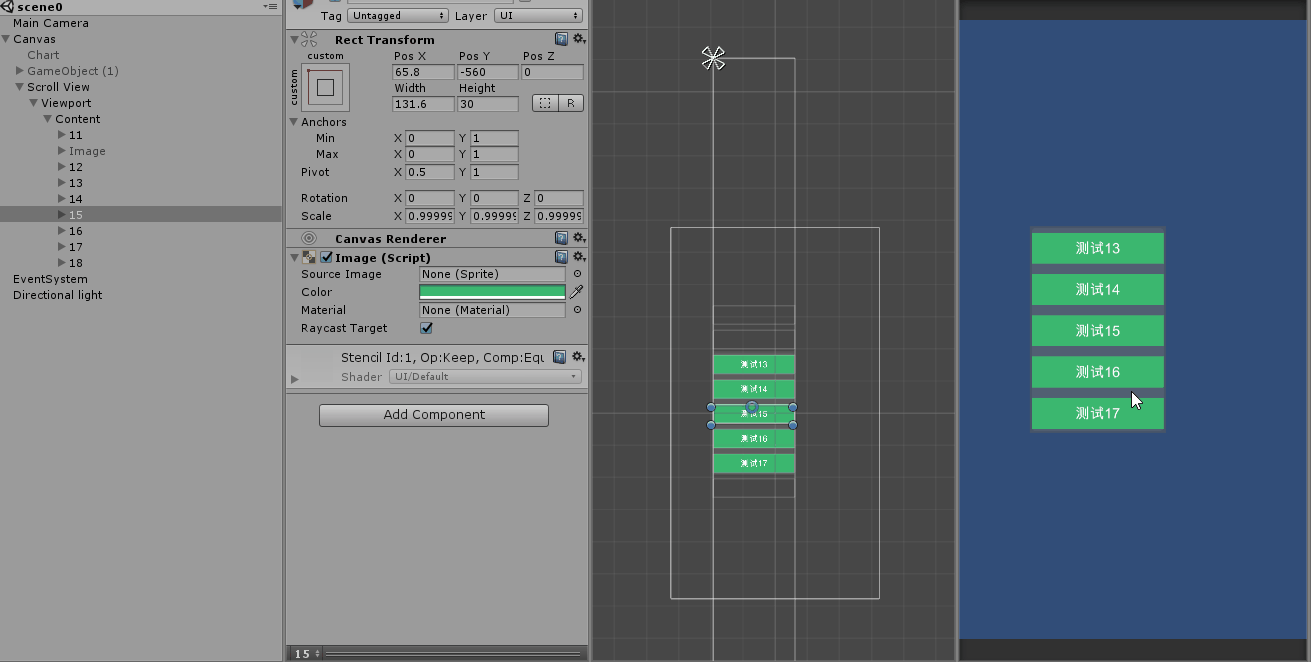 scene0
Main Camera
Canvas
Chart
GameObject (1)
Scroll View
Viewport
Content
11
Image
12
13
14
15
16
17
18
EventSystem
Directional light
Tag Untagged Layer UI
Rect Transform
custom Pos X Pos Y Pos Z
custom
65.8 -560 0
Width Height
131.6 30 R
Anchors
Min X 0 Y 1
Max X 0 Y 1
Pivot X 0.5 Y 1
Rotation X 0 Y 0 Z 0
Scale X 0.99999 Y 0.99999 Z 0.99999
Canvas Renderer
Image (Script)
Source Image None (Sprite)
Color
Material None (Material)
Raycast Target
Stencil Id:1, Op:Keep, Comp:Equ
Shader UI/Default
Add Component
15
测试13
测试14
测试15
测试16
测试17
测试13
测试14
测试15
测试16
测试17